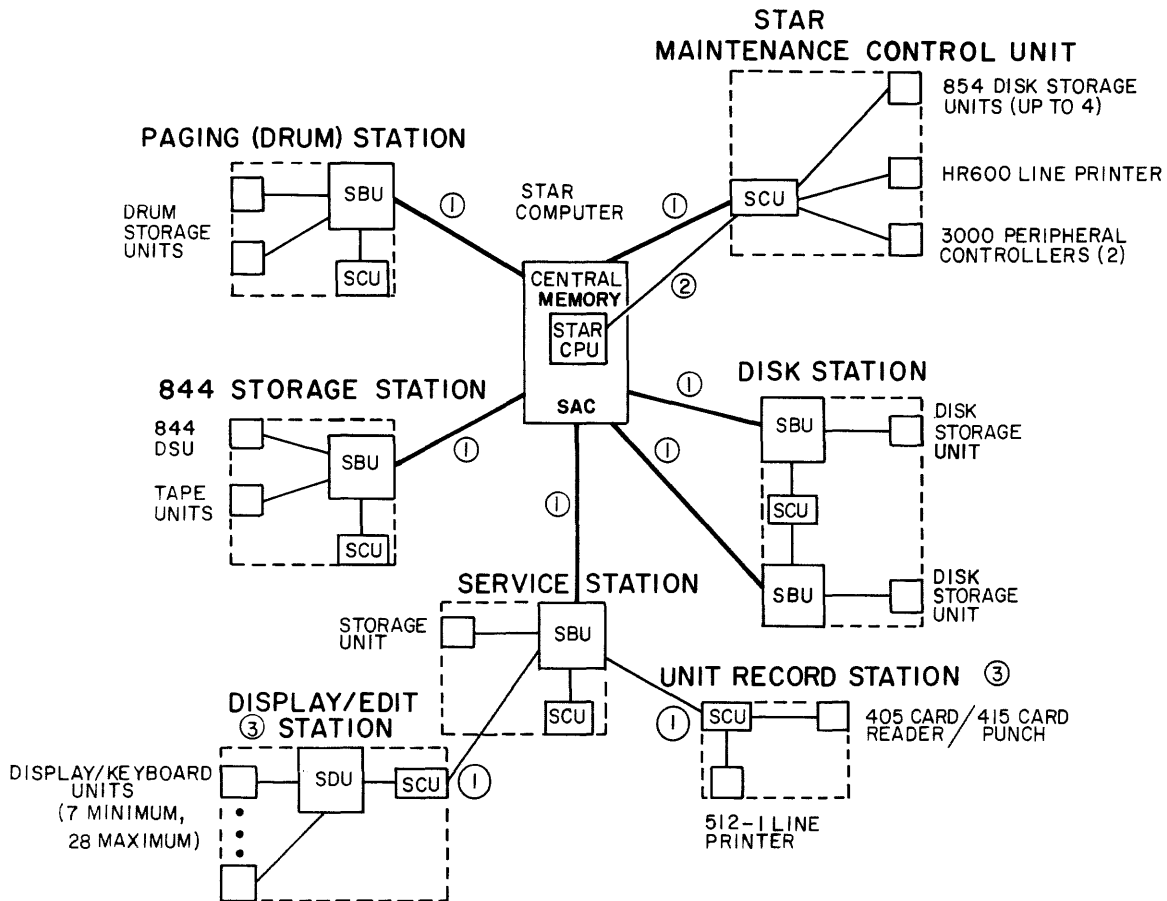 STAR
MAINTENANCE CONTROL UNIT
854 DISK STORAGE
UNITS (UP TO 4)
SCU
HR600 LINE PRINTER
3000 PERIPHERAL
CONTROLLERS (2)
①
②
PAGING (DRUM) STATION
DRUM
STORAGE
UNITS
SBU
SCU
①
STAR
COMPUTER
CENTRAL
MEMORY
STAR
CPU
SAC
844 STORAGE STATION
844
DSU
TAPE
UNITS
SBU
SCU
①
DISK STATION
①
SBU
DISK
STORAGE
UNIT
SCU
①
SBU
DISK
STORAGE
UNIT
①
SERVICE STATION
STORAGE
UNIT
SBU
SCU
UNIT RECORD STATION ③
①
SCU
405 CARD
READER / 415 CARD
PUNCH
512-1 LINE
PRINTER
DISPLAY/EDIT
③ STATION
DISPLAY/KEYBOARD
UNITS
(7 MINIMUM,
28 MAXIMUM)
SDU
SCU
①